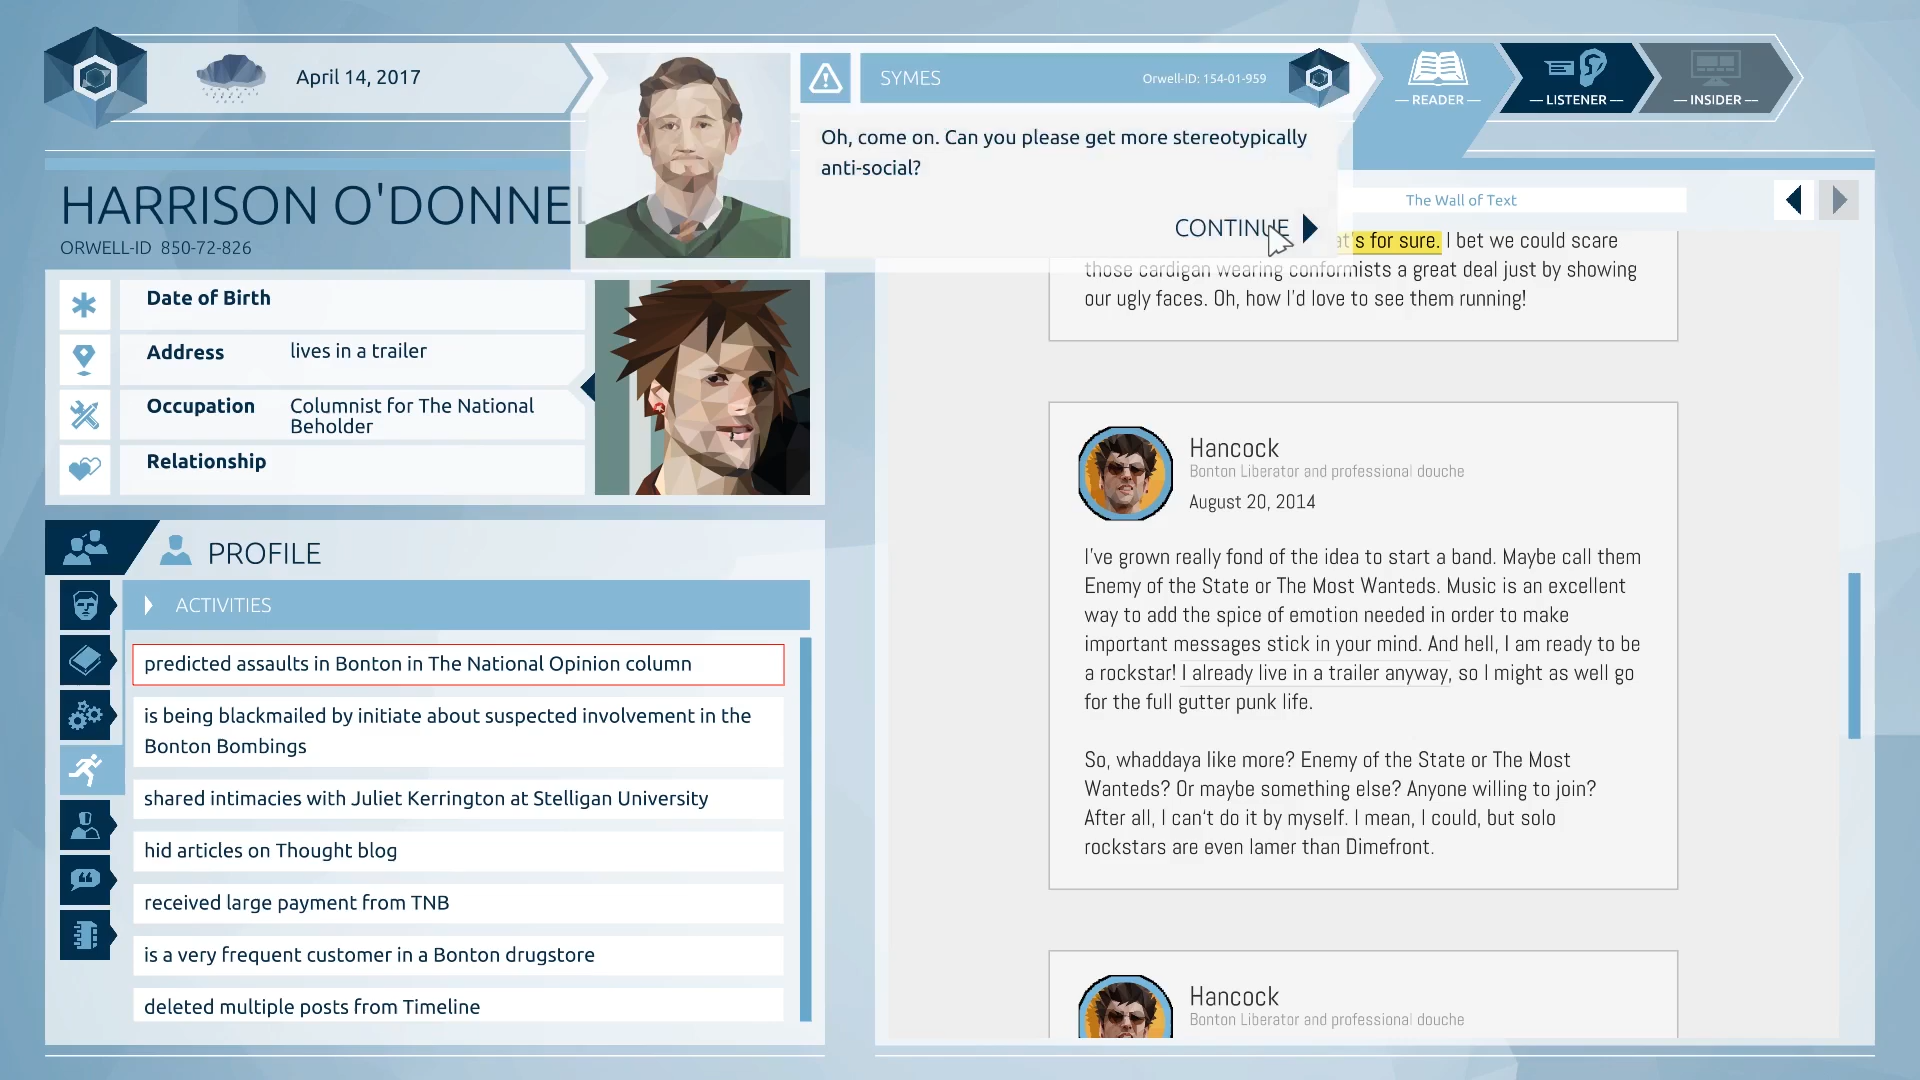 April 14, 2017
SYMES
Orwell-ID: 154-01-959
Oh, come on. Can you please get more stereotypically
anti-social?
CONTINUE
READER
LISTENER
INSIDER
HARRISON O'DONNEL
ORWELL-ID 850-72-826
Date of Birth
Address
lives in a trailer
Occupation
Columnist for The National
Beholder
Relationship
PROFILE
ACTIVITIES
predicted assaults in Bonton in The National Opinion column
is being blackmailed by initiate about suspected involvement in the
Bonton Bombings
shared intimacies with Juliet Kerrington at Stelligan University
hid articles on Thought blog
received large payment from TNB
is a very frequent customer in a Bonton drugstore
deleted multiple posts from Timeline
The Wall of Text
at's for sure. I bet we could scare
those cardigan wearing conformists a great deal just by showing
our ugly faces. Oh, how I'd love to see them running!
Hancock
Bonton Liberator and professional douche
August 20, 2014
I've grown really fond of the idea to start a band. Maybe call them
Enemy of the State or The Most Wanteds. Music is an excellent
way to add the spice of emotion needed in order to make
important messages stick in your mind. And hell, I am ready to be
a rockstar! I already live in a trailer anyway, so I might as well go
for the full gutter punk life.
So, whaddaya like more? Enemy of the State or The Most
Wanteds? Or maybe something else? Anyone willing to join?
After all, I can't do it by myself. I mean, I could, but solo
rockstars are even lamer than Dimefront.
Hancock
Bonton Liberator and professional douche